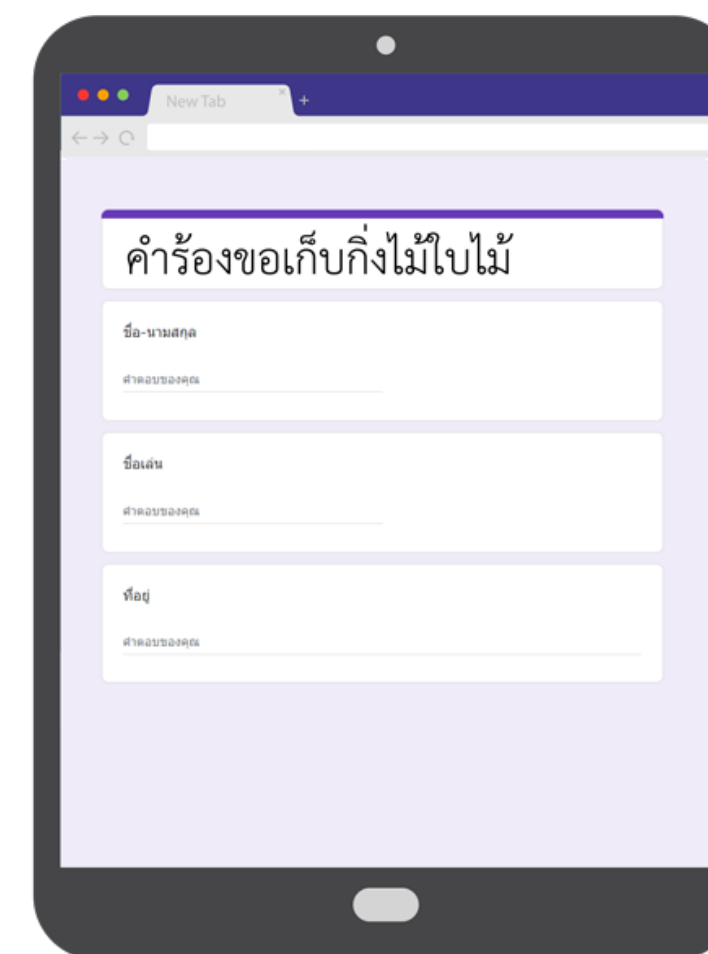 New Tab
คำร้องขอเก็บกิ่งไม้ใบไม้
ชื่อ-นามสกุล
คำตอบของคุณ
ชื่อเล่น
คำตอบของคุณ
ที่อยู่
คำตอบของคุณ